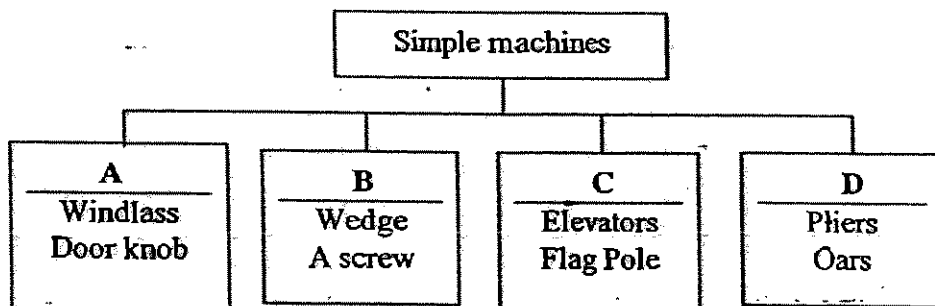 Simple machines
A
Windlass
Door knob
B
Wedge
A screw
C
Elevators
Flag Pole
D
Pliers
Oars